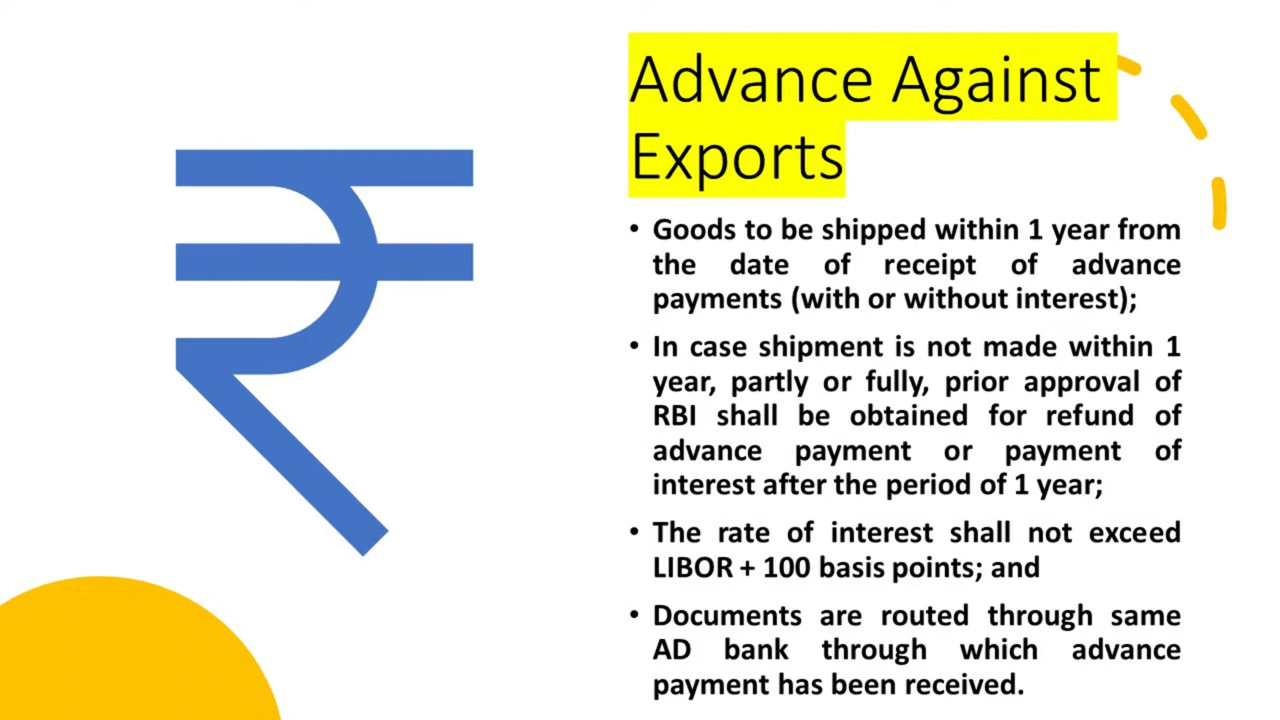 Advance Against
Exports
• Goods to be shipped within 1 year from
the date of receipt of advance
payments (with or without interest);
• In case shipment is not made within 1
year, partly or fully, prior approval of
RBI shall be obtained for refund of
advance payment or payment of
interest after the period of 1 year;
• The rate of interest shall not exceed
LIBOR + 100 basis points; and
• Documents are routed through same
AD bank through which advance
payment has been received.